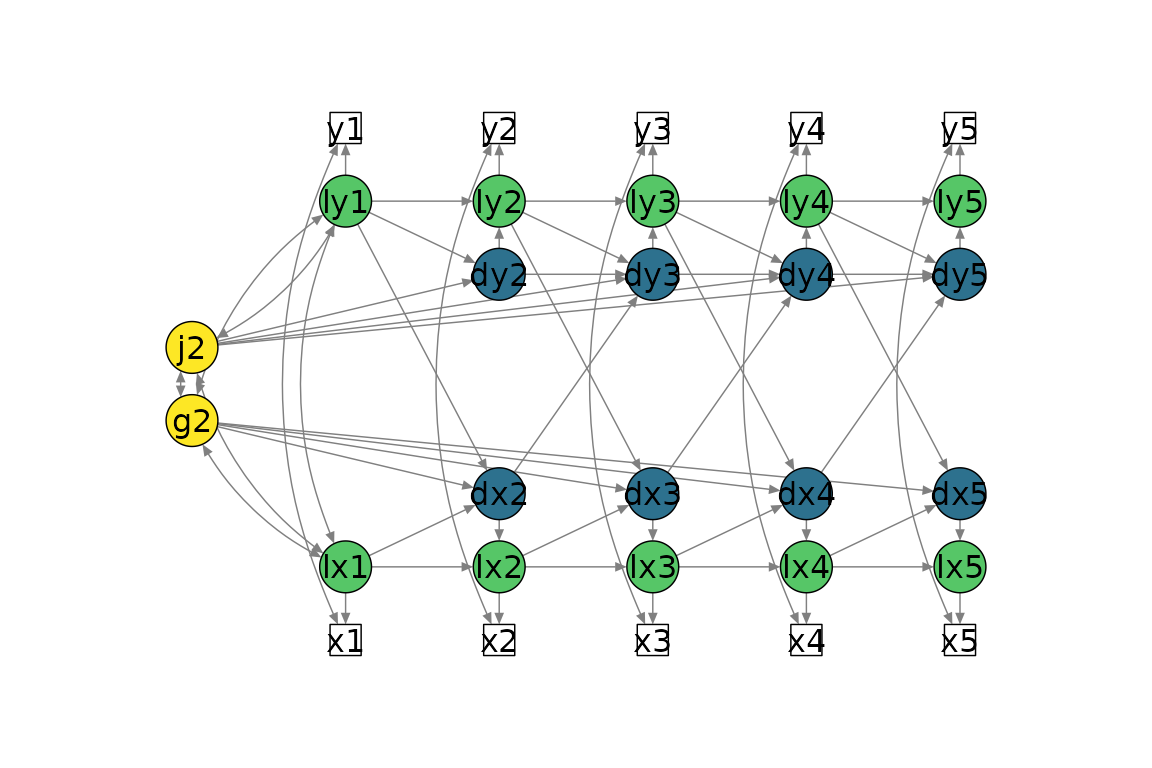 y1 y2 y3 y4 y5
ly1 ly2 ly3 ly4 ly5
dy2 dy3 dy4 dy5
j2
g2
dx2 dx3 dx4 dx5
lx1 lx2 lx3 lx4 lx5
x1 x2 x3 x4 x5